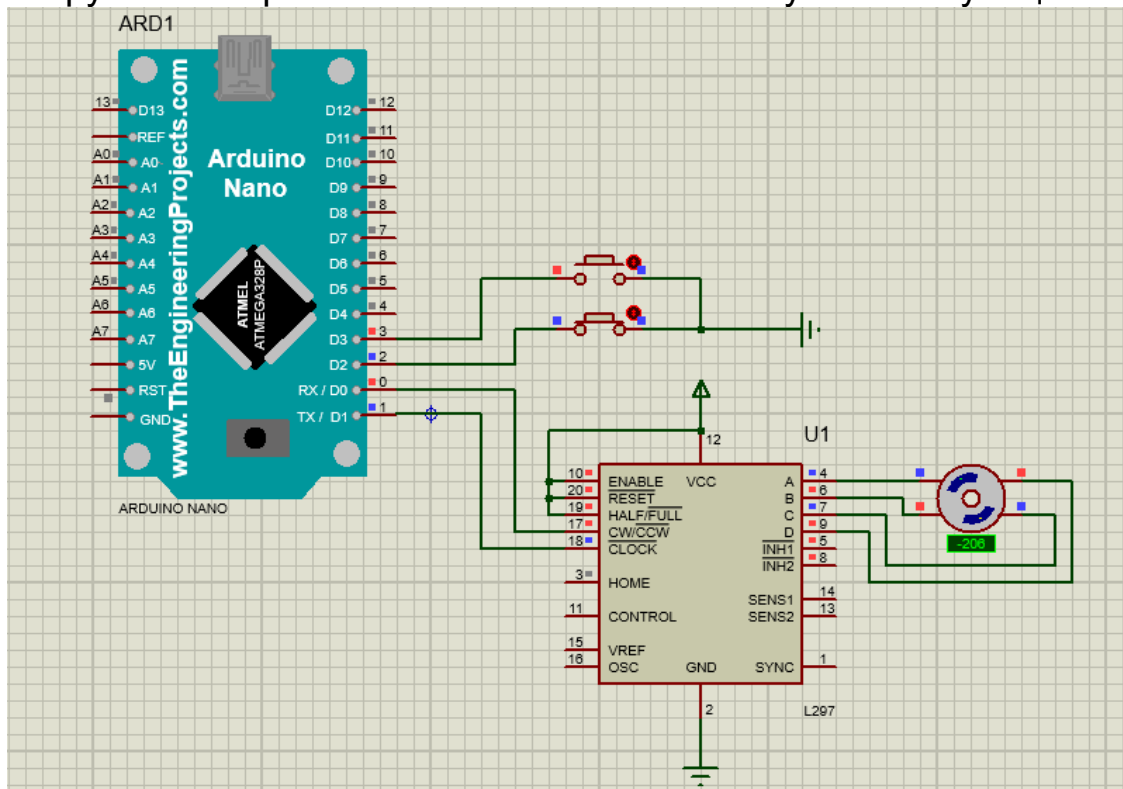 ARD1
www.TheEngineeringProjects.com
Arduino
Nano
ATMEL
ATMEGA328P
13
D13
REF
A0
A0
A1
A1
A2
A2
A3
A3
A4
A4
A5
A5
A6
A6
A7
A7
5V
RST
GND
D12
12
D11
11
D10
10
D9
9
D8
8
D7
7
D6
6
D5
5
D4
4
D3
3
D2
2
RX / D0
0
TX / D1
1
ARDUINO NANO
U1
12
VCC
10
ENABLE
20
RESET
19
HALF/FULL
17
CW/CCW
18
CLOCK
3
HOME
11
CONTROL
15
VREF
16
OSC
A
4
B
6
C
7
D
9
INH1
5
INH2
8
SENS1
14
SENS2
13
SYNC
1
GND
2
L297
-206